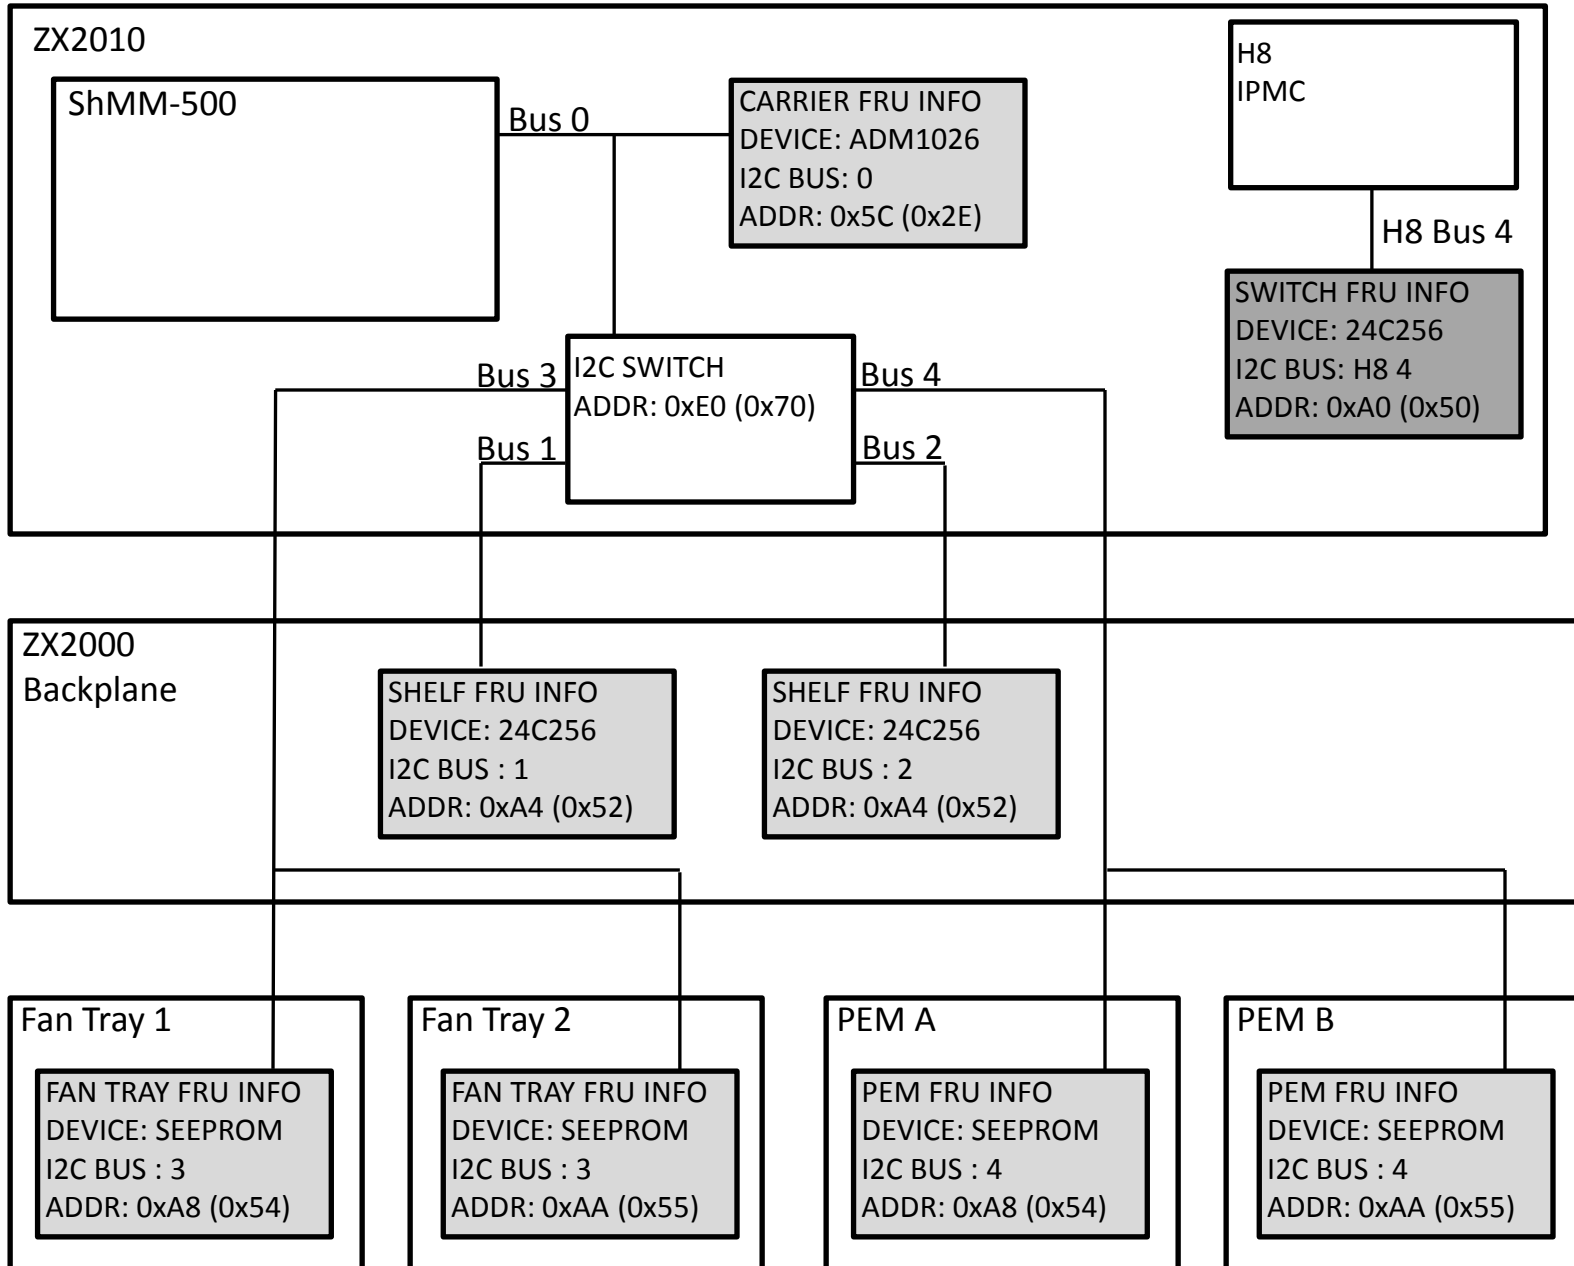 ZX2010
ShMM-500
Bus 0
CARRIER FRU INFO
DEVICE: ADM1026
I2C BUS: 0
ADDR: 0x5C (0x2E)
H8
IPMC
H8 Bus 4
SWITCH FRU INFO
DEVICE: 24C256
I2C BUS: H8 4
ADDR: 0xA0 (0x50)
Bus 3
I2C SWITCH
ADDR: 0xE0 (0x70)
Bus 4
Bus 1
Bus 2
ZX2000
Backplane
SHELF FRU INFO
DEVICE: 24C256
I2C BUS : 1
ADDR: 0xA4 (0x52)
SHELF FRU INFO
DEVICE: 24C256
I2C BUS : 2
ADDR: 0xA4 (0x52)
Fan Tray 1
FAN TRAY FRU INFO
DEVICE: SEEPROM
I2C BUS : 3
ADDR: 0xA8 (0x54)
Fan Tray 2
FAN TRAY FRU INFO
DEVICE: SEEPROM
I2C BUS : 3
ADDR: 0xAA (0x55)
PEM A
PEM FRU INFO
DEVICE: SEEPROM
I2C BUS : 4
ADDR: 0xA8 (0x54)
PEM B
PEM FRU INFO
DEVICE: SEEPROM
I2C BUS : 4
ADDR: 0xAA (0x55)